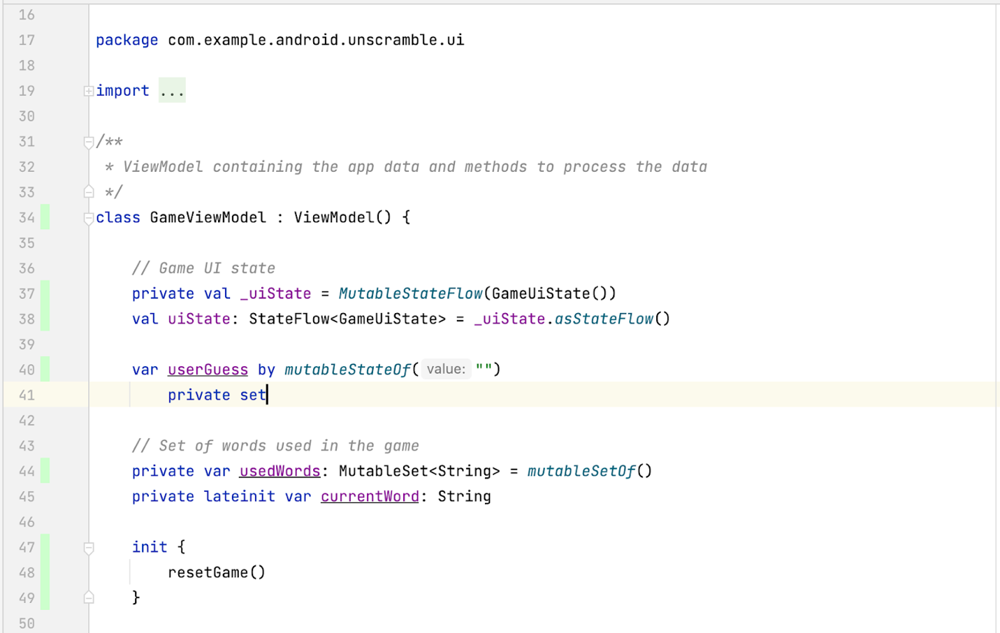 16
17 package com.example.android.unscramble.ui
18
19 import ...
30
31 /**
32  * ViewModel containing the app data and methods to process the data
33  */
34 class GameViewModel : ViewModel() {
35
36     // Game UI state
37     private val _uiState = MutableStateFlow(GameUiState())
38     val uiState: StateFlow<GameUiState> = _uiState.asStateFlow()
39
40     var userGuess by mutableStateOf( value: "")
41         private set
42
43     // Set of words used in the game
44     private var usedWords: MutableSet<String> = mutableSetOf()
45     private lateinit var currentWord: String
46
47     init {
48         resetGame()
49     }
50